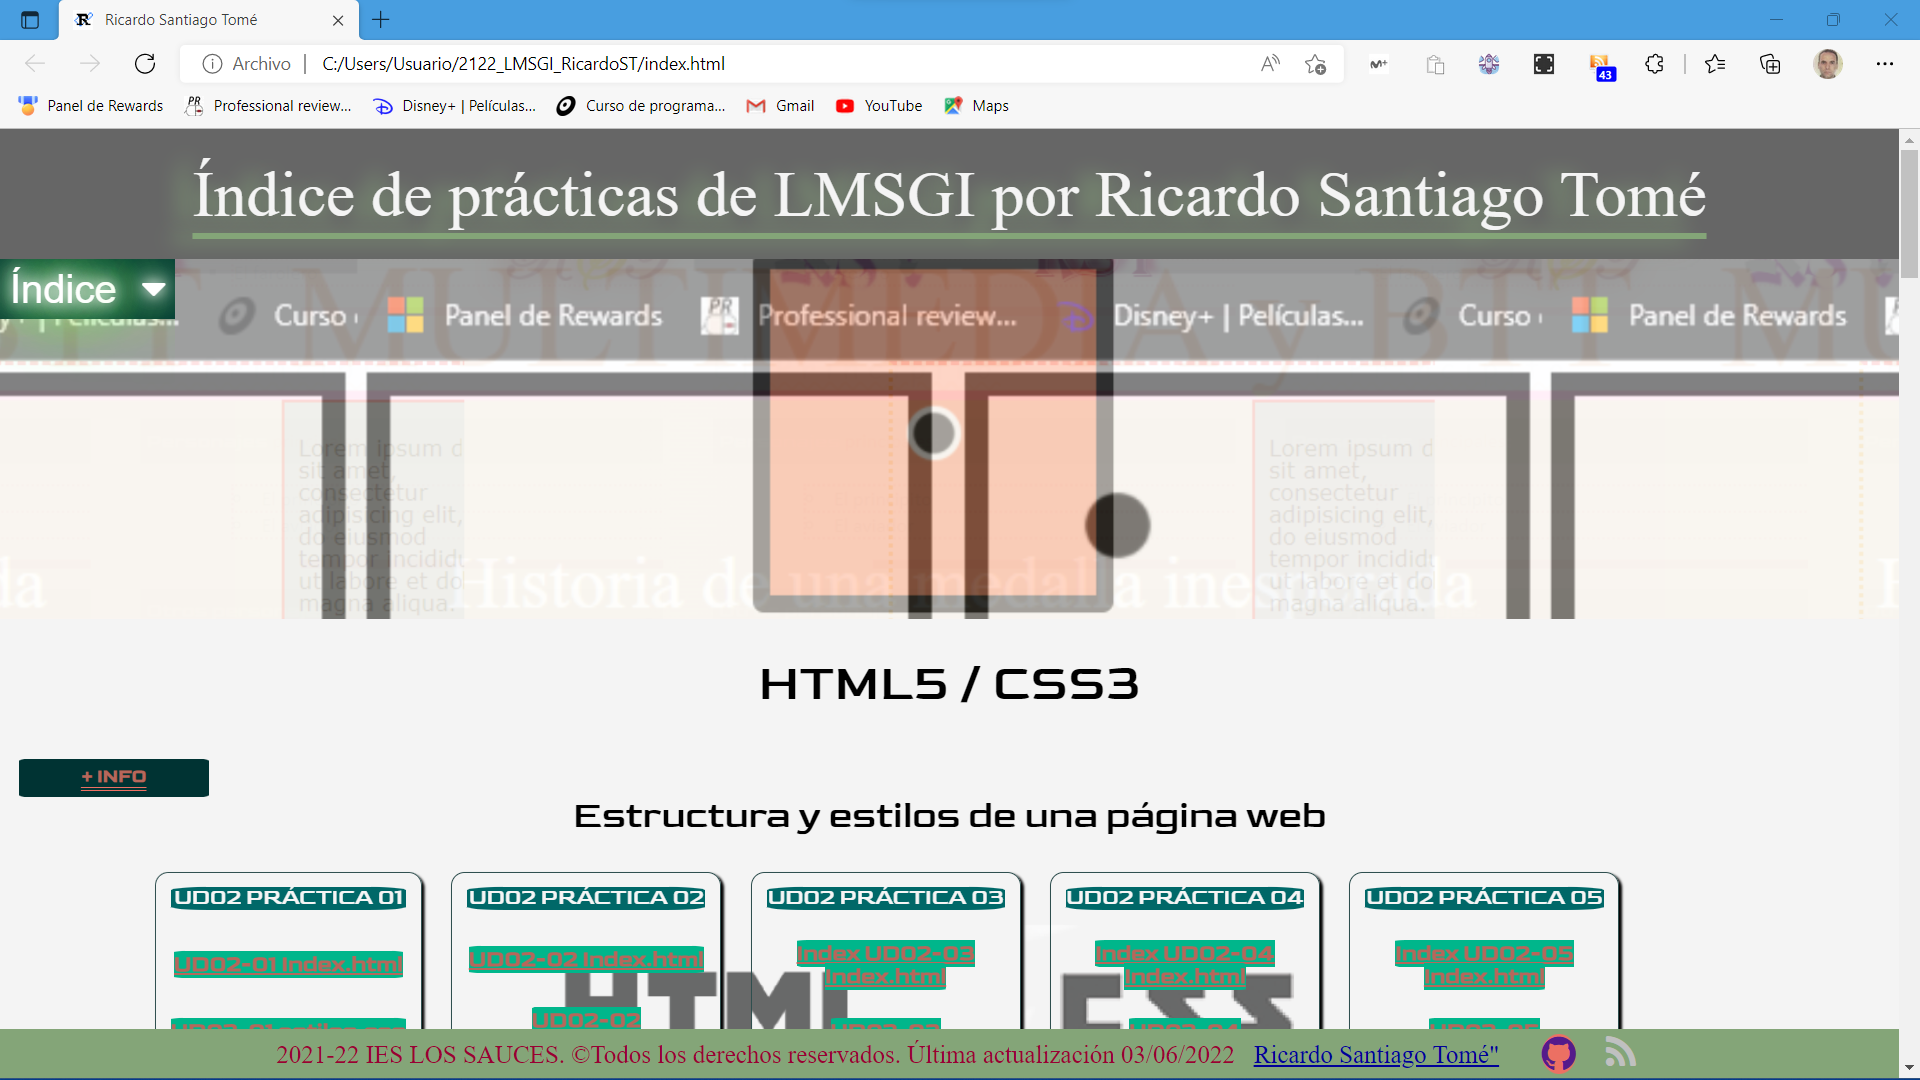 Ricardo Santiago Tomé
Archivo
C:/Users/Usuario/2122_LMSGI_RicardoST/index.html
43
Panel de Rewards
Professional review...
Disney+ | Películas...
Curso de programa...
Gmail
YouTube
Maps
Índice de prácticas de LMSGI por Ricardo Santiago Tomé
Índice
MULTIMEDIA y BTT MU
Curso
Panel de Rewards
Professional review...
Disney+ | Películas...
Curso
Panel de Rewards
Lorem ipsum d
sit amet,
consectetur
adipisicing elit,
do eiusmod
tempor incididu
ut labore et do
magna aliqua.
Lorem ipsum d
sit amet,
consectetur
adipisicing elit,
do eiusmod
tempor incididu
ut labore et do
magna aliqua.
da
Historia de una medalla inesperada
HTML5 / CSS3
+ INFO
Estructura y estilos de una página web
UD02 PRÁCTICA 01
UD02 PRÁCTICA 02
UD02 PRÁCTICA 03
UD02 PRÁCTICA 04
UD02 PRÁCTICA 05
UD02-01 Index.html
UD02-02 Index.html
Index UD02-03
Index.html
Index UD02-04
Index.html
Index UD02-05
Index.html
UD02-02
HTML
CSS
2021-22 IES LOS SAUCES. ©Todos los derechos reservados. Última actualización 03/06/2022
Ricardo Santiago Tomé"